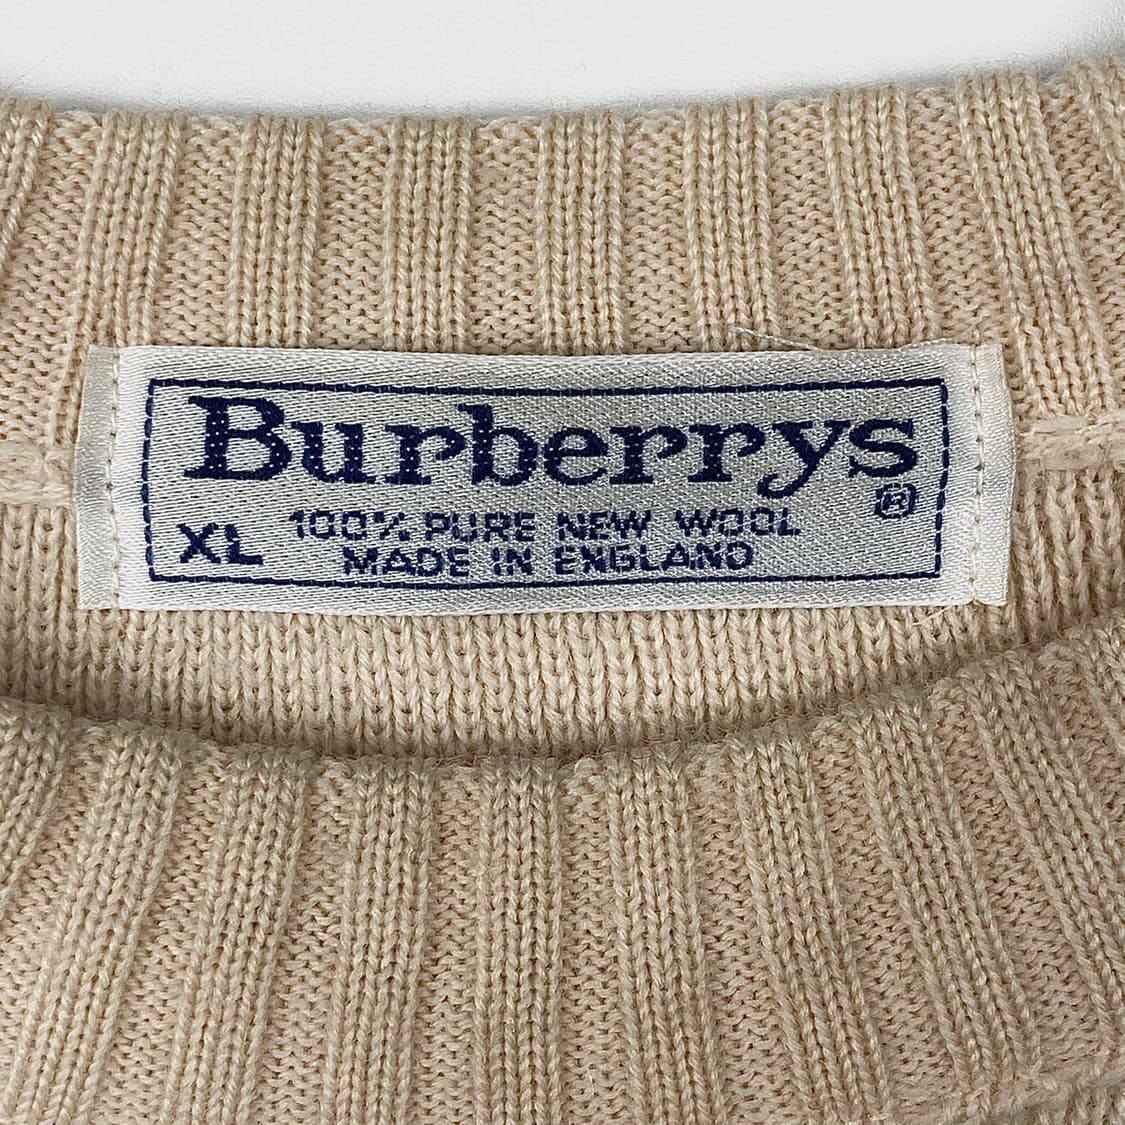 Burberrys
®
XL 100% PURE NEW WOOL
MADE IN ENGLAND